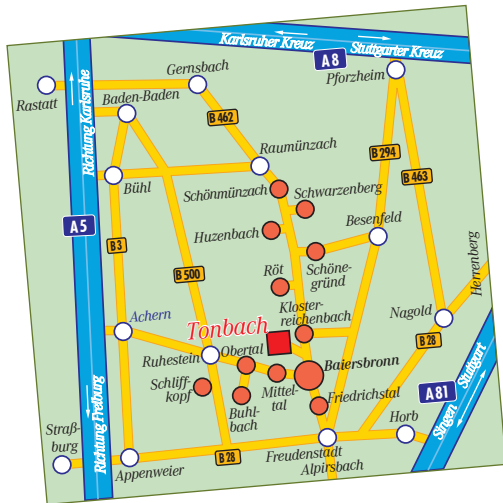 Karlsruher Kreuz
Stuttgarter Kreuz
A 8
Gernsbach
Pforzheim
Rastatt
Richtung Karlsruhe
Baden-Baden
B 462
Raumünzach
B 294
B 463
Bühl
Schönmünzach
Schwarzenberg
A 5
B 3
Huzenbach
Besenfeld
Herrenberg
B 500
Röt
Schöne-
gründ
Achern
Tonbach
Kloster-
reichenbach
Nagold
B 28
Ruhestein
Obertal
Baiersbronn
Schliff-
kopf
Mittel-
tal
Buhl-
bach
Friedrichstal
A 81
Singen
Stuttgart
Richtung Freiburg
Straß-
burg
Horb
Appenweier
B 28
Freudenstadt
Alpirsbach